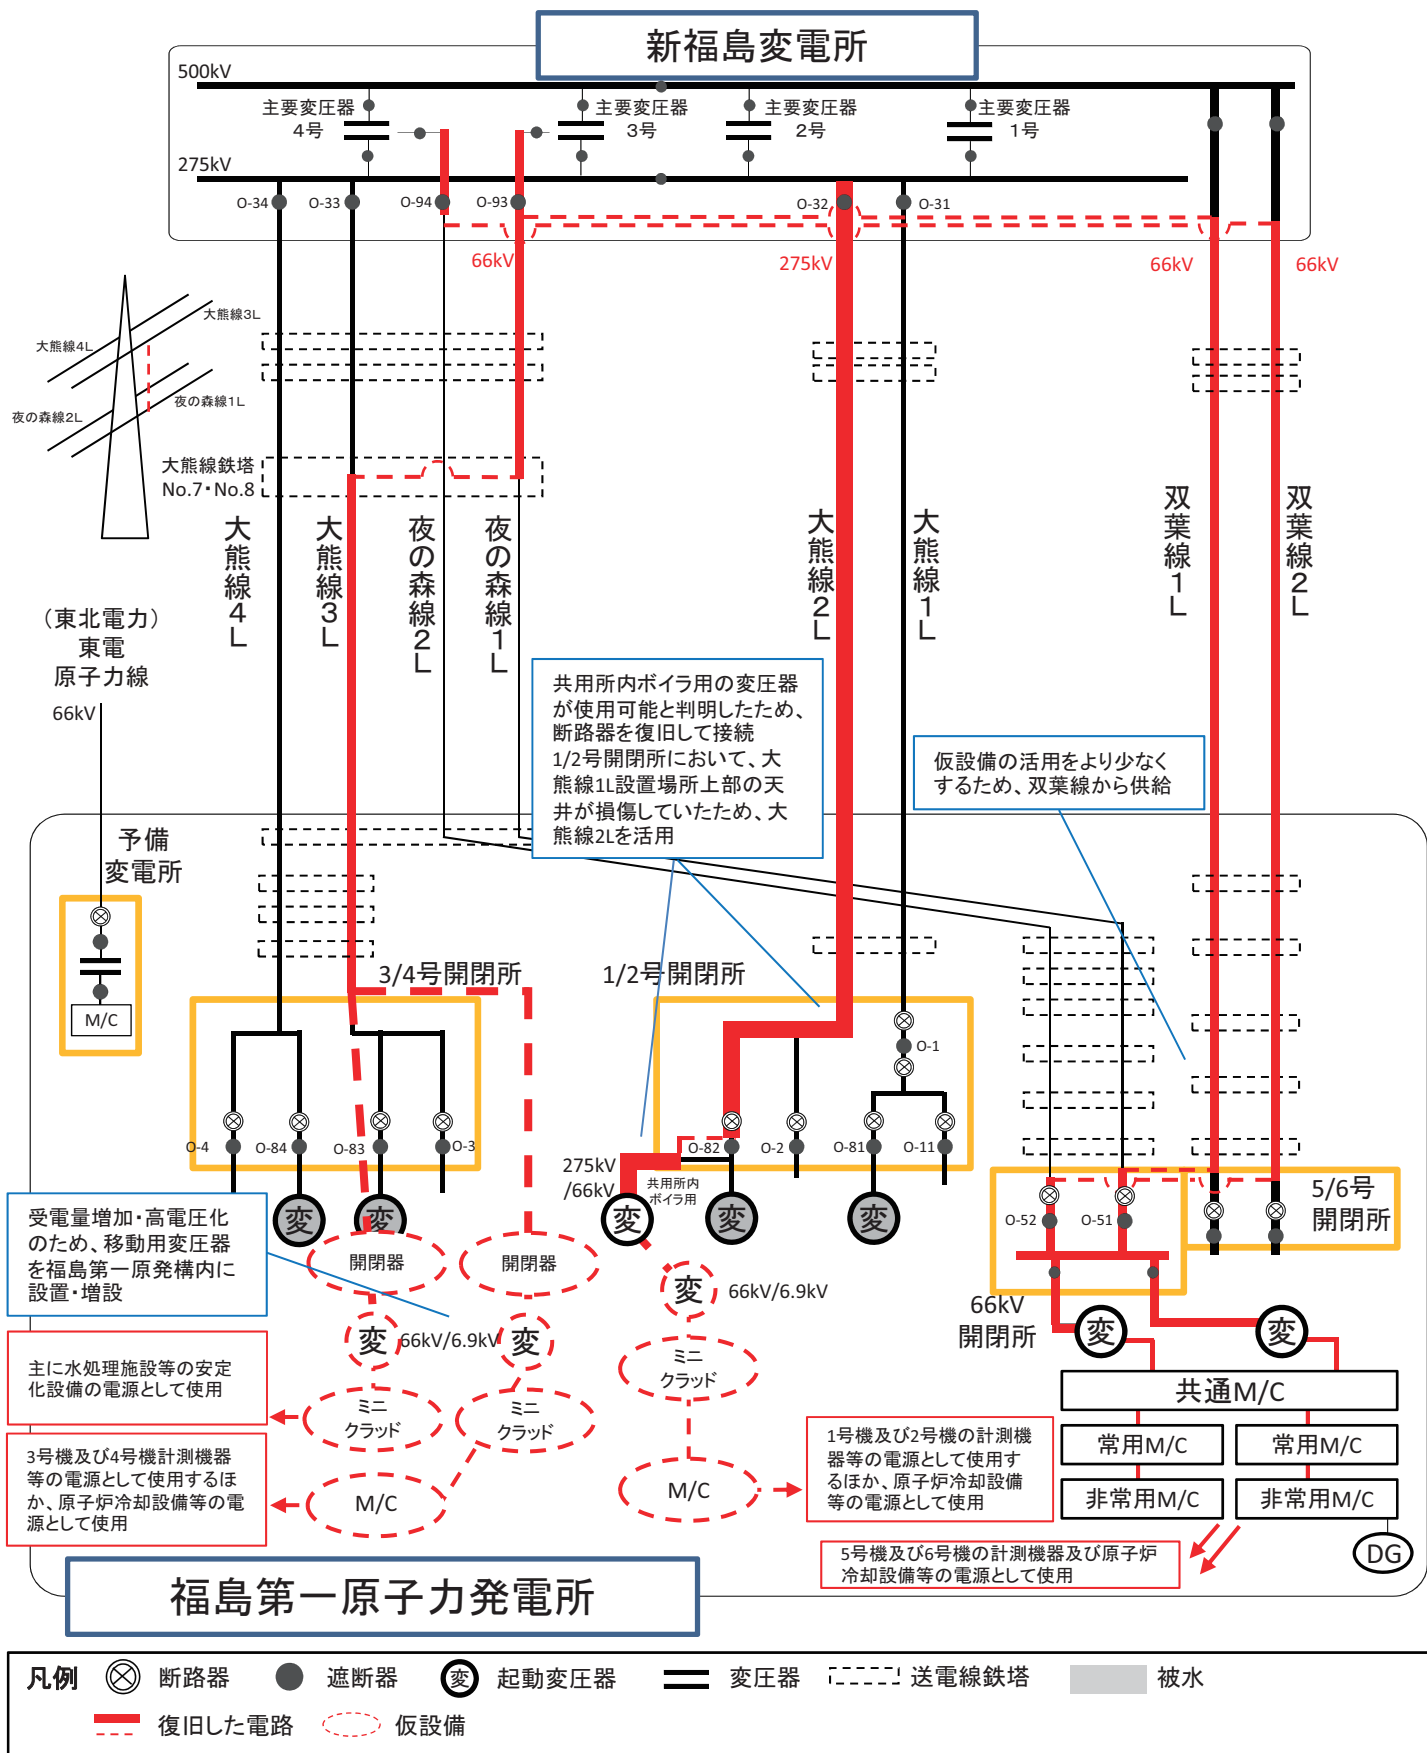 新福島変電所
500kV
主要変圧器
4号
主要変圧器
3号
主要変圧器
2号
主要変圧器
1号
275kV
O-34
O-33
O-94
O-93
O-32
O-31
66kV
275kV
66kV
66kV
大熊線3L
大熊線4L
夜の森線1L
夜の森線2L
大熊線鉄塔
No.7・No.8
大熊線4L
大熊線3L
夜の森線2L
夜の森線1L
大熊線2L
大熊線1L
双葉線1L
双葉線2L
（東北電力）
東電
原子力線
66kV
共用所内ボイラ用の変圧器
が使用可能と判明したため、
断路器を復旧して接続
1/2号開閉所において、大
熊線1L設置場所上部の天
井が損傷していたため、大
熊線2Lを活用
仮設備の活用をより少なく
するため、双葉線から供給
予備
変電所
M/C
3/4号開閉所
1/2号開閉所
O-1
O-4
O-84
O-83
O-3
O-82
O-2
O-81
O-11
275kV
/66kV
共用所内
ボイラ用
変
変
変
変
変
O-52
O-51
5/6号
開閉所
受電量増加・高電圧化
のため、移動用変圧器
を福島第一原発構内に
設置・増設
開閉器
開閉器
変
66kV/6.9kV
変
66kV/6.9kV
変
66kV
開閉所
変
変
主に水処理施設等の安定
化設備の電源として使用
ミニ
クラッド
ミニ
クラッド
ミニ
クラッド
共通M/C
常用M/C
常用M/C
非常用M/C
非常用M/C
3号機及び4号機計測機器
等の電源として使用するほ
か、原子炉冷却設備等の電
源として使用
M/C
M/C
1号機及び2号機の計測機
器等の電源として使用す
るほか、原子炉冷却設備
等の電源として使用
5号機及び6号機の計測機器及び原子炉
冷却設備等の電源として使用
DG
福島第一原子力発電所
凡例
断路器
遮断器
変
起動変圧器
変圧器
送電線鉄塔
被水
復旧した電路
仮設備